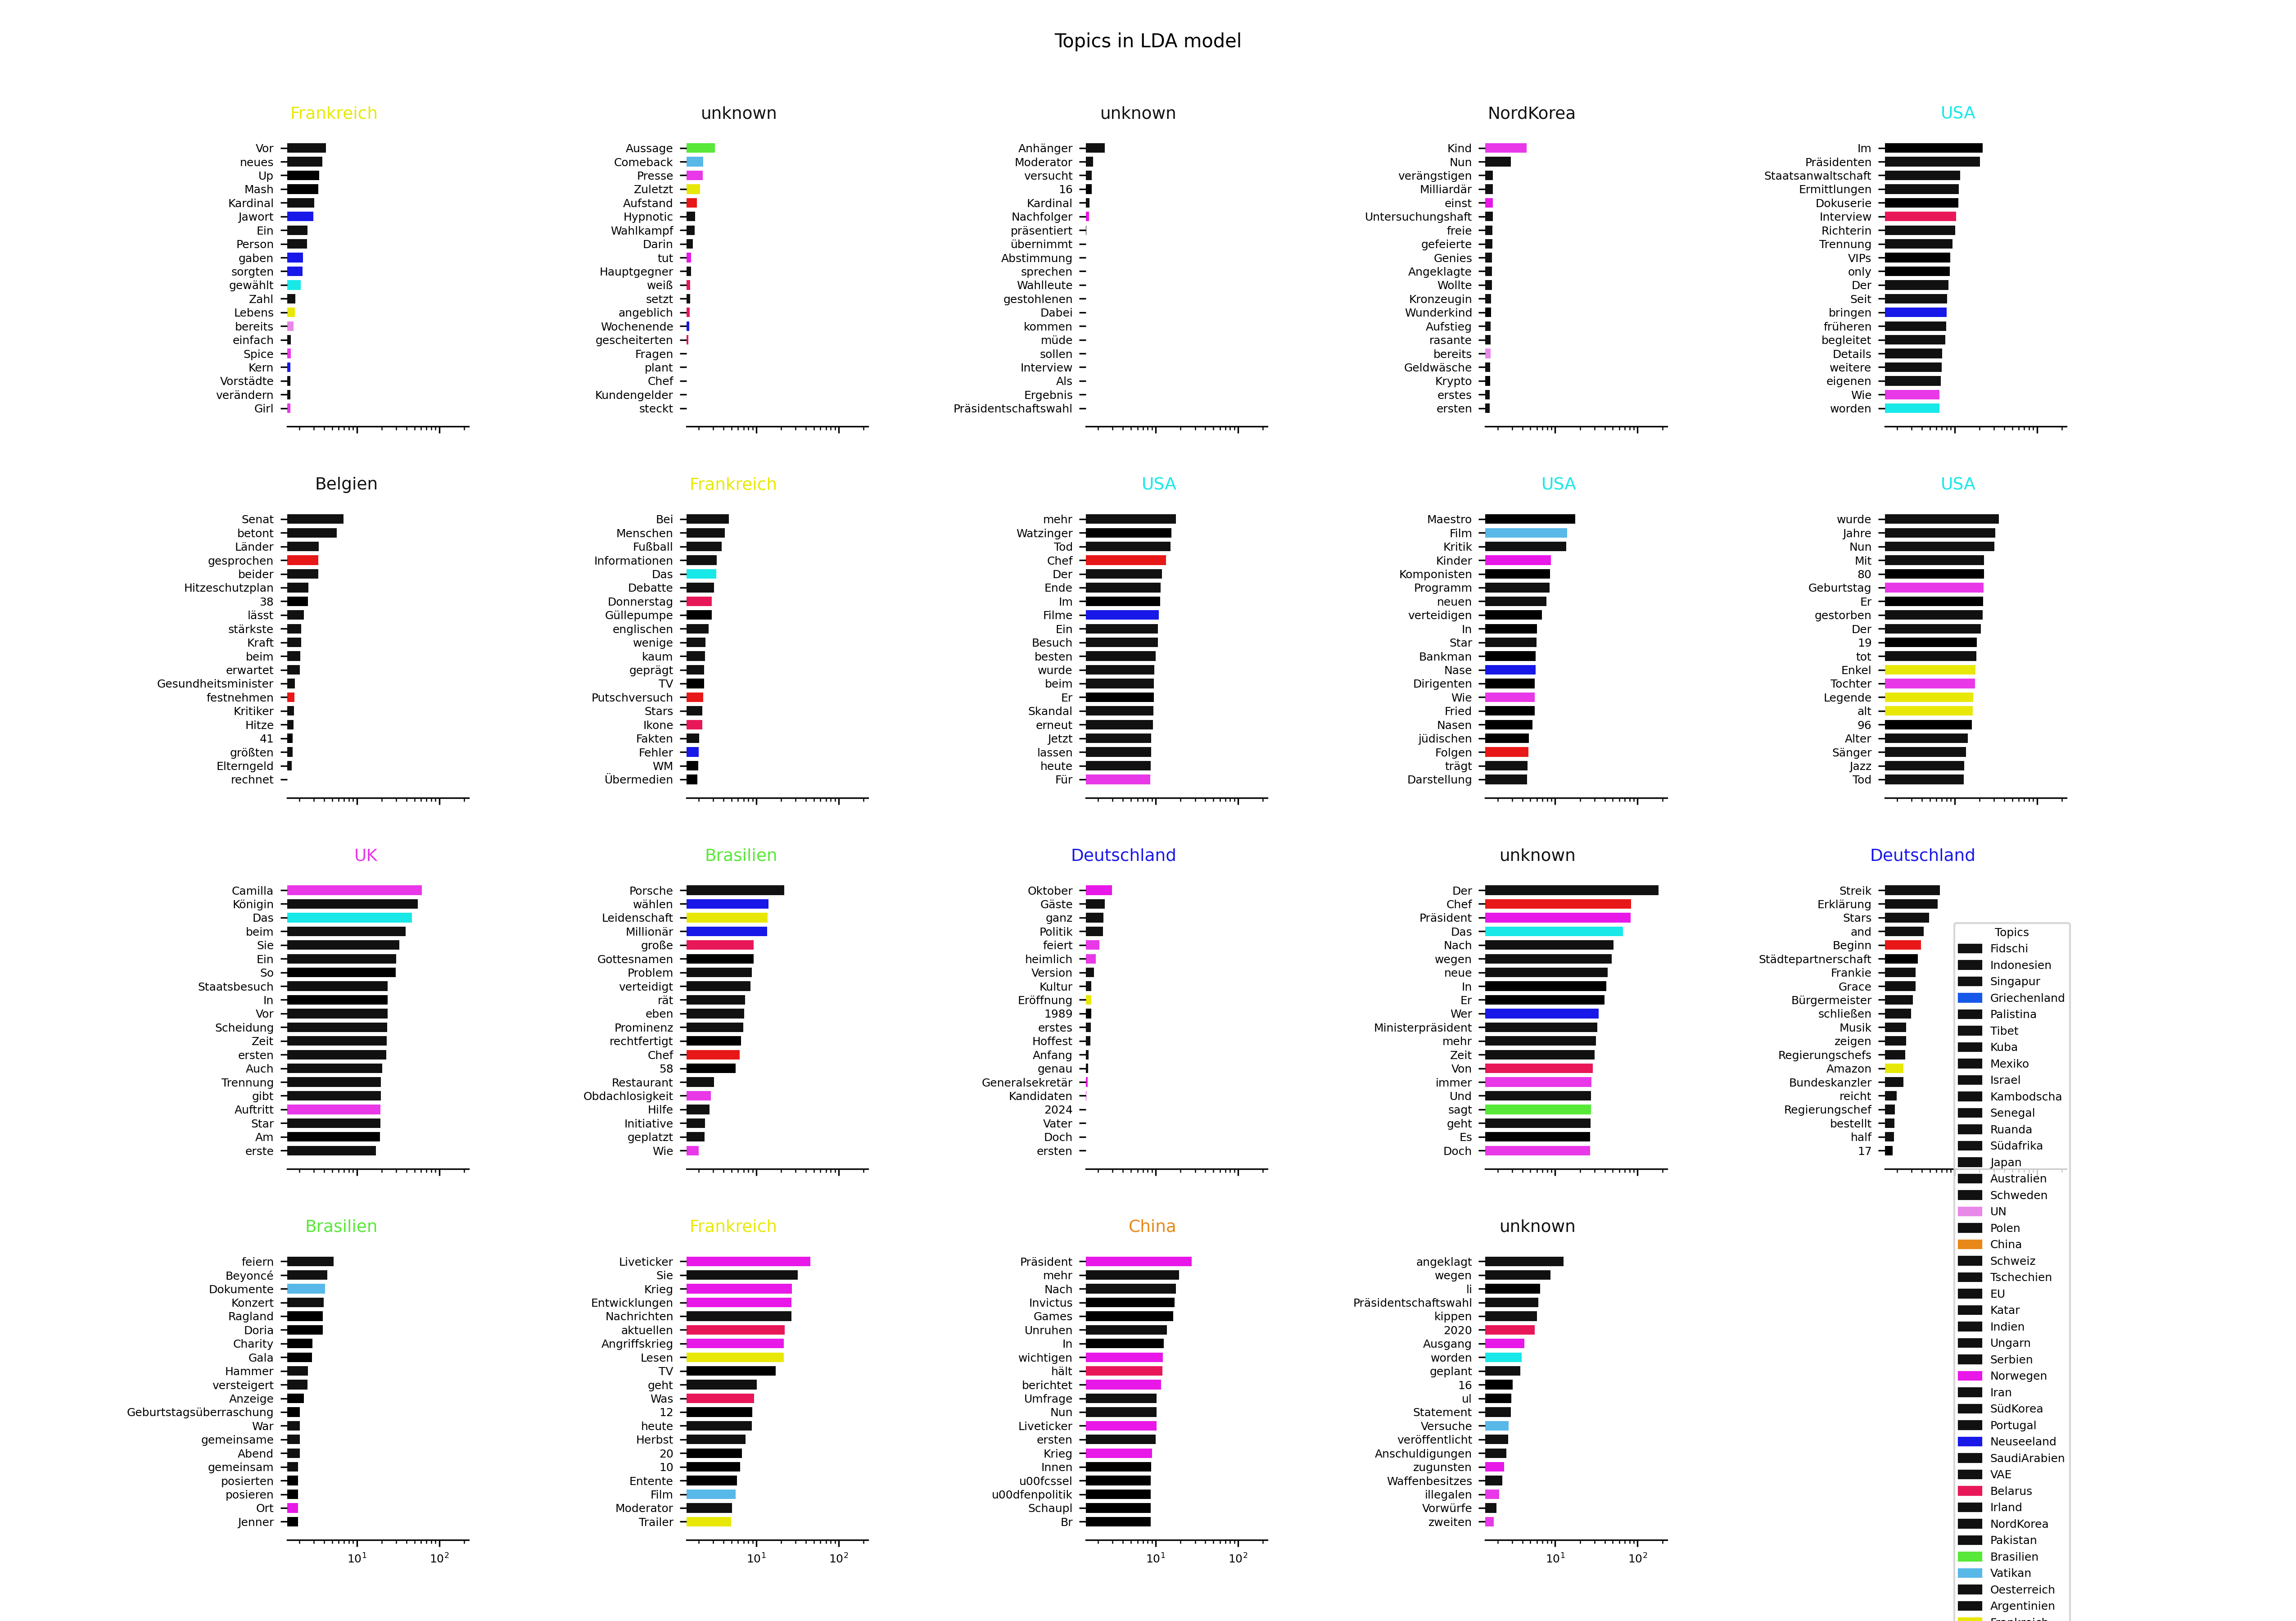 Topics in LDA model
Frankreich
Vor
neues
Up
Mash
Kardinal
Jawort
Ein
Person
gaben
sorgten
gewählt
Zahl
Lebens
bereits
einfach
Spice
Kern
Vorstädte
verändern
Girl
unknown
Aussage
Comeback
Presse
Zuletzt
Aufstand
Hypnotic
Wahlkampf
Darin
tut
Hauptgegner
weiß
setzt
angeblich
Wochenende
gescheiterten
Fragen
plant
Chef
Kundengelder
steckt
unknown
Anhänger
Moderator
versucht
16
Kardinal
Nachfolger
präsentiert
übernimmt
Abstimmung
sprechen
Wahlleute
gestohlenen
Dabei
kommen
müde
sollen
Interview
Als
Ergebnis
Präsidentschaftswahl
NordKorea
Kind
Nun
verängstigen
Milliardär
einst
Untersuchungshaft
freie
gefeierte
Genies
Angeklagte
Wollte
Kronzeugin
Wunderkind
Aufstieg
rasante
bereits
Geldwäsche
Krypto
erstes
ersten
USA
Im
Präsidenten
Staatsanwaltschaft
Ermittlungen
Dokuserie
Interview
Richterin
Trennung
VIPs
only
Der
Seit
bringen
früheren
begleitet
Details
weitere
eigenen
Wie
worden
Belgien
Senat
betont
Länder
gesprochen
beider
Hitzeschutzplan
38
lässt
stärkste
Kraft
beim
erwartet
Gesundheitsminister
festnehmen
Kritiker
Hitze
41
größten
Elterngeld
rechnet
Frankreich
Bei
Menschen
Fußball
Informationen
Das
Debatte
Donnerstag
Güllepumpe
englischen
wenige
kaum
geprägt
TV
Putschversuch
Stars
Ikone
Fakten
Fehler
WM
Übermedien
USA
mehr
Watzinger
Tod
Chef
Der
Ende
Im
Filme
Ein
Besuch
besten
wurde
beim
Er
Skandal
erneut
Jetzt
lassen
heute
Für
USA
Maestro
Film
Kritik
Kinder
Komponisten
Programm
neuen
verteidigen
In
Star
Bankman
Nase
Dirigenten
Wie
Fried
Nasen
jüdischen
Folgen
trägt
Darstellung
USA
wurde
Jahre
Nun
Mit
80
Geburtstag
Er
gestorben
Der
19
tot
Enkel
Tochter
Legende
alt
96
Alter
Sänger
Jazz
Tod
UK
Camilla
Königin
Das
beim
Sie
Ein
So
Staatsbesuch
In
Vor
Scheidung
Zeit
ersten
Auch
Trennung
gibt
Auftritt
Star
Am
erste
Brasilien
Porsche
wählen
Leidenschaft
Millionär
große
Gottesnamen
Problem
verteidigt
rät
eben
Prominenz
rechtfertigt
Chef
58
Restaurant
Obdachlosigkeit
Hilfe
Initiative
geplatzt
Wie
Deutschland
Oktober
Gäste
ganz
Politik
feiert
heimlich
Version
Kultur
Eröffnung
1989
erstes
Hoffest
Anfang
genau
Generalsekretär
Kandidaten
2024
Vater
Doch
ersten
unknown
Der
Chef
Präsident
Das
Nach
wegen
neue
In
Er
Wer
Ministerpräsident
mehr
Zeit
Von
immer
Und
sagt
geht
Es
Doch
Deutschland
Streik
Erklärung
Stars
and
Beginn
Städtepartnerschaft
Frankie
Grace
Bürgermeister
schließen
Musik
zeigen
Regierungschefs
Amazon
Bundeskanzler
reicht
Regierungschef
bestellt
half
17
Brasilien
feiern
Beyoncé
Dokumente
Konzert
Ragland
Doria
Charity
Gala
Hammer
versteigert
Anzeige
Geburtstagsüberraschung
War
gemeinsame
Abend
gemeinsam
posierten
posieren
Ort
Jenner
10¹ 10²
Frankreich
Liveticker
Sie
Krieg
Entwicklungen
Nachrichten
aktuellen
Angriffskrieg
Lesen
TV
geht
Was
12
heute
Herbst
20
10
Entente
Film
Moderator
Trailer
10¹ 10²
China
Präsident
mehr
Nach
Invictus
Games
Unruhen
In
wichtigen
hält
berichtet
Umfrage
Nun
Liveticker
ersten
Krieg
Innen
u00fcssel
u00dfenpolitik
Schaupl
Br
10¹ 10²
unknown
angeklagt
wegen
li
Präsidentschaftswahl
kippen
2020
Ausgang
worden
geplant
16
ul
Statement
Versuche
veröffentlicht
Anschuldigungen
zugunsten
Waffenbesitzes
illegalen
Vorwürfe
zweiten
10¹ 10²
Topics
Fidschi
Indonesien
Singapur
Griechenland
Palistina
Tibet
Kuba
Mexiko
Israel
Kambodscha
Senegal
Ruanda
Südafrika
Japan
Australien
Schweden
UN
Polen
China
Schweiz
Tschechien
EU
Katar
Indien
Ungarn
Serbien
Norwegen
Iran
SüdKorea
Portugal
Neuseeland
SaudiArabien
VAE
Belarus
Irland
NordKorea
Pakistan
Brasilien
Vatikan
Oesterreich
Argentinien